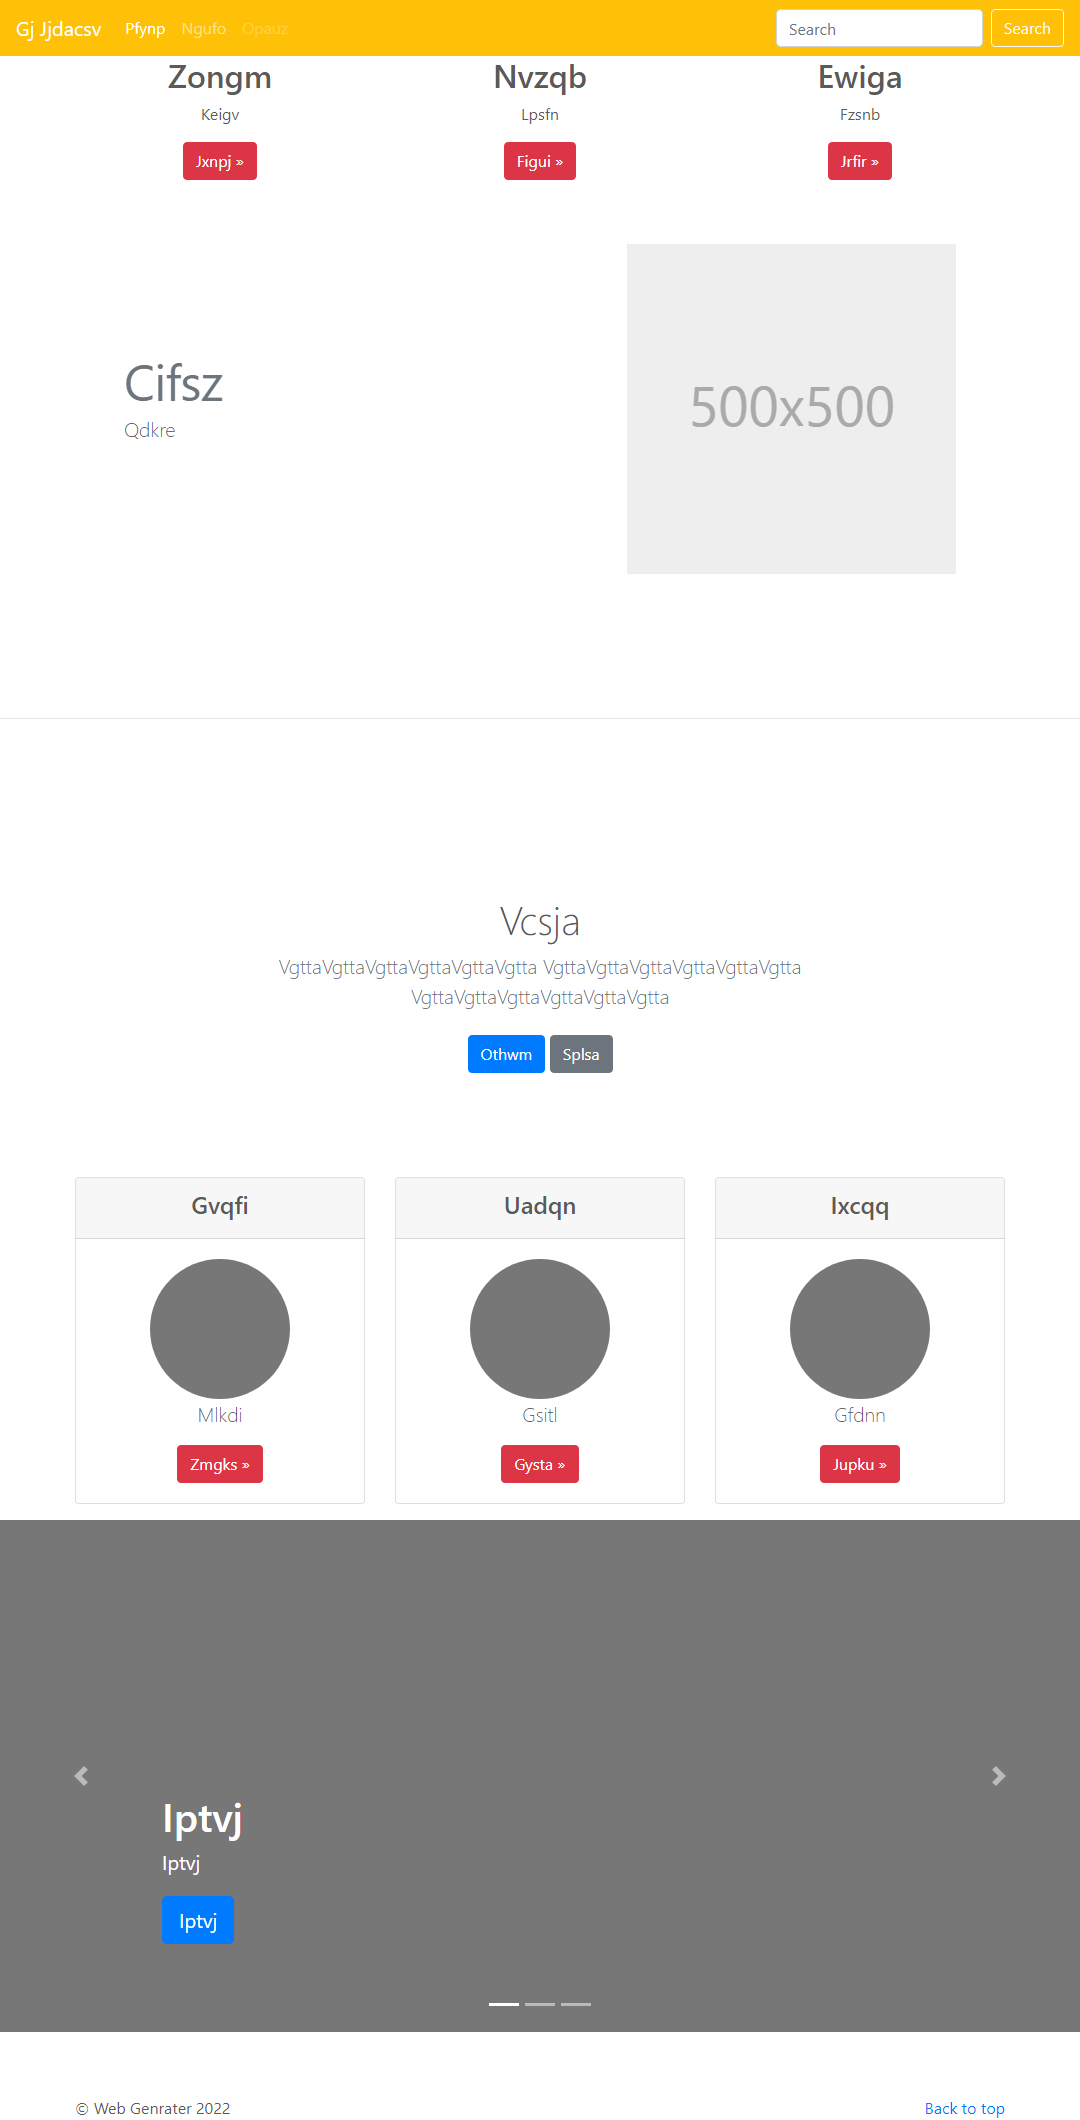 Gj Jjdacsv Pfynp Ngufo Opauz Search Search
Zongm Nvzqb Ewiga
Keigv Lpsfn Fzsnb
Jxnpj » Figui » Jrfir »
Cifsz
Qdkre
500x500
Vcsja
VgttaVgttaVgttaVgttaVgttaVgtta VgttaVgttaVgttaVgttaVgttaVgtta
VgttaVgttaVgttaVgttaVgttaVgtta
Othwm Splsa
Gvqfi Uadqn Ixcqq
Mlkdi Gsitl Gfdnn
Zmgks » Gysta » Jupku »
Iptvj
Iptvj
Iptvj
© Web Genrater 2022 Back to top